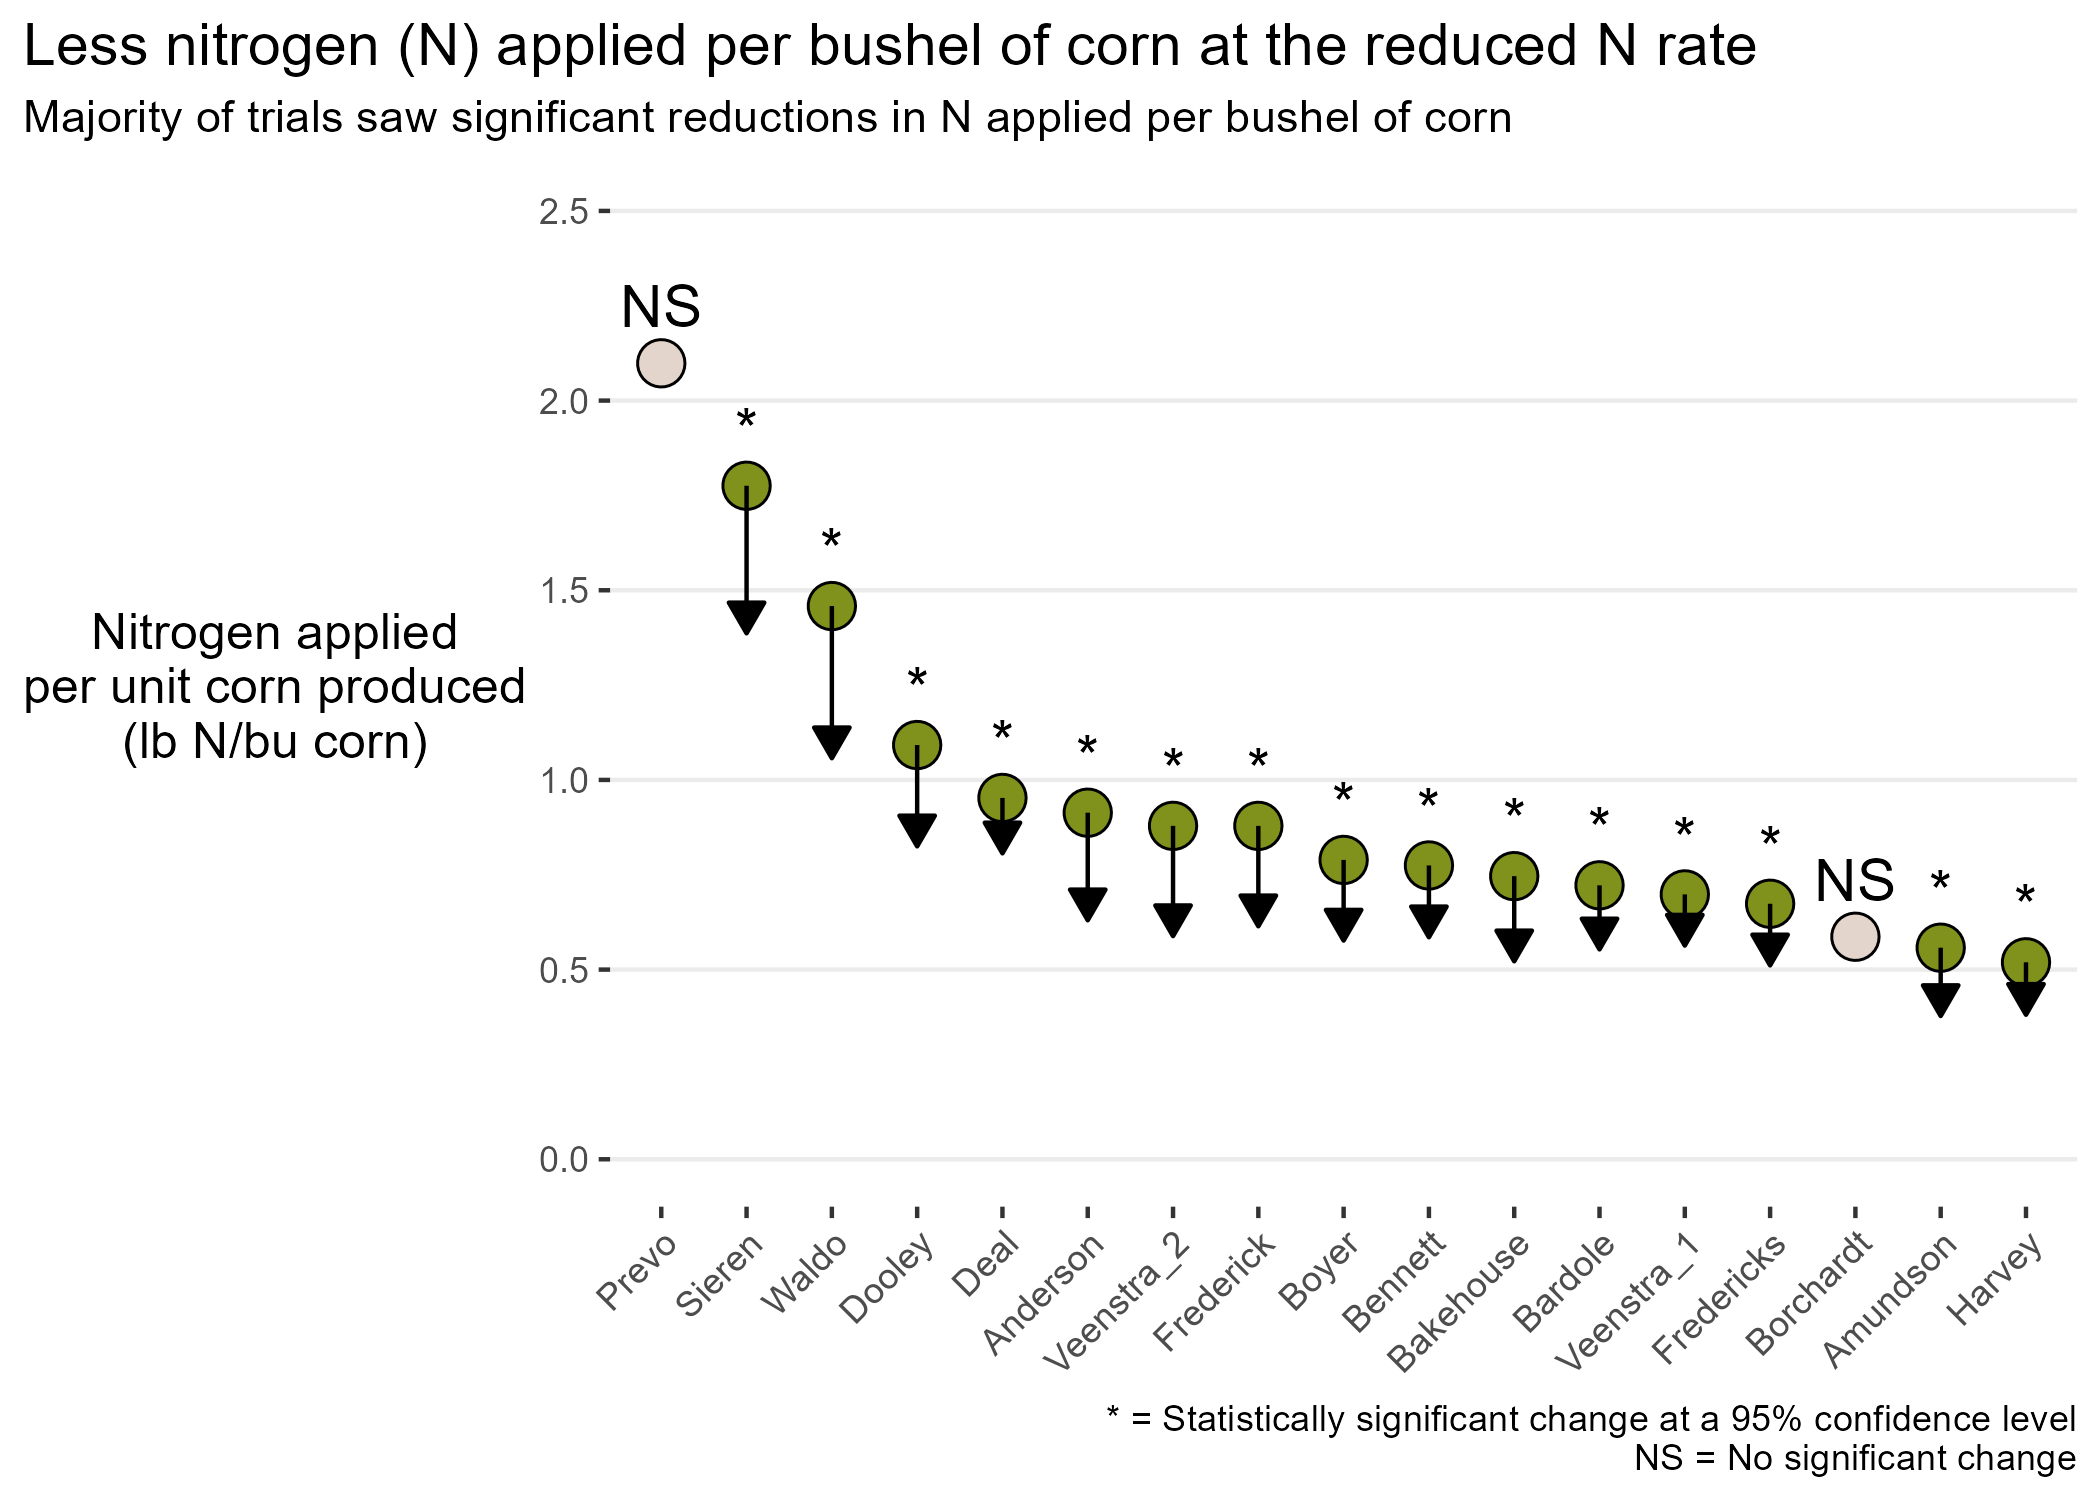 Less nitrogen (N) applied per bushel of corn at the reduced N rate
Majority of trials saw significant reductions in N applied per bushel of corn
Nitrogen applied
per unit corn produced
(lb N/bu corn)
2.5
2.0
1.5
1.0
0.5
0.0
NS
*
*
*
*
*
*
*
*
*
*
*
*
*
NS
*
*
Prevo
Sieren
Waldo
Dooley
Deal
Anderson
Veenstra_2
Frederick
Boyer
Bennett
Bakehouse
Bardole
Veenstra_1
Fredericks
Borchardt
Amundson
Harvey
* = Statistically significant change at a 95% confidence level
NS = No significant change